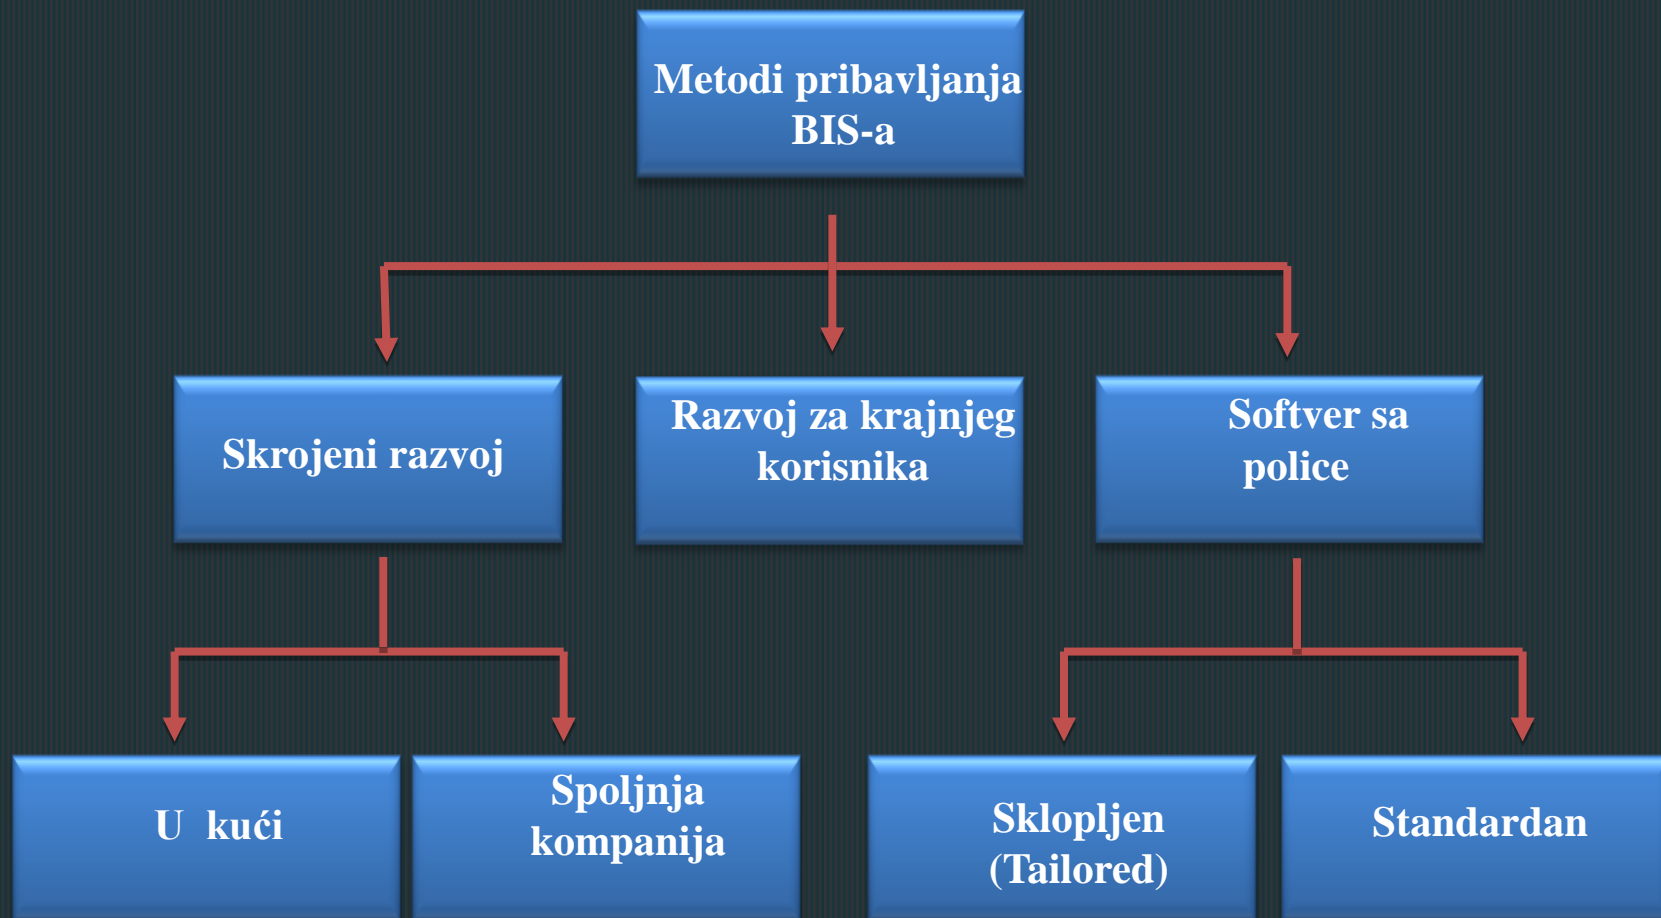 Metodi pribavljanja
BIS-a
Skrojeni razvoj
Razvoj za krajnjeg
korisnika
Softver sa
police
U kući
Spoljnja
kompanija
Sklopljen
(Tailored)
Standardan